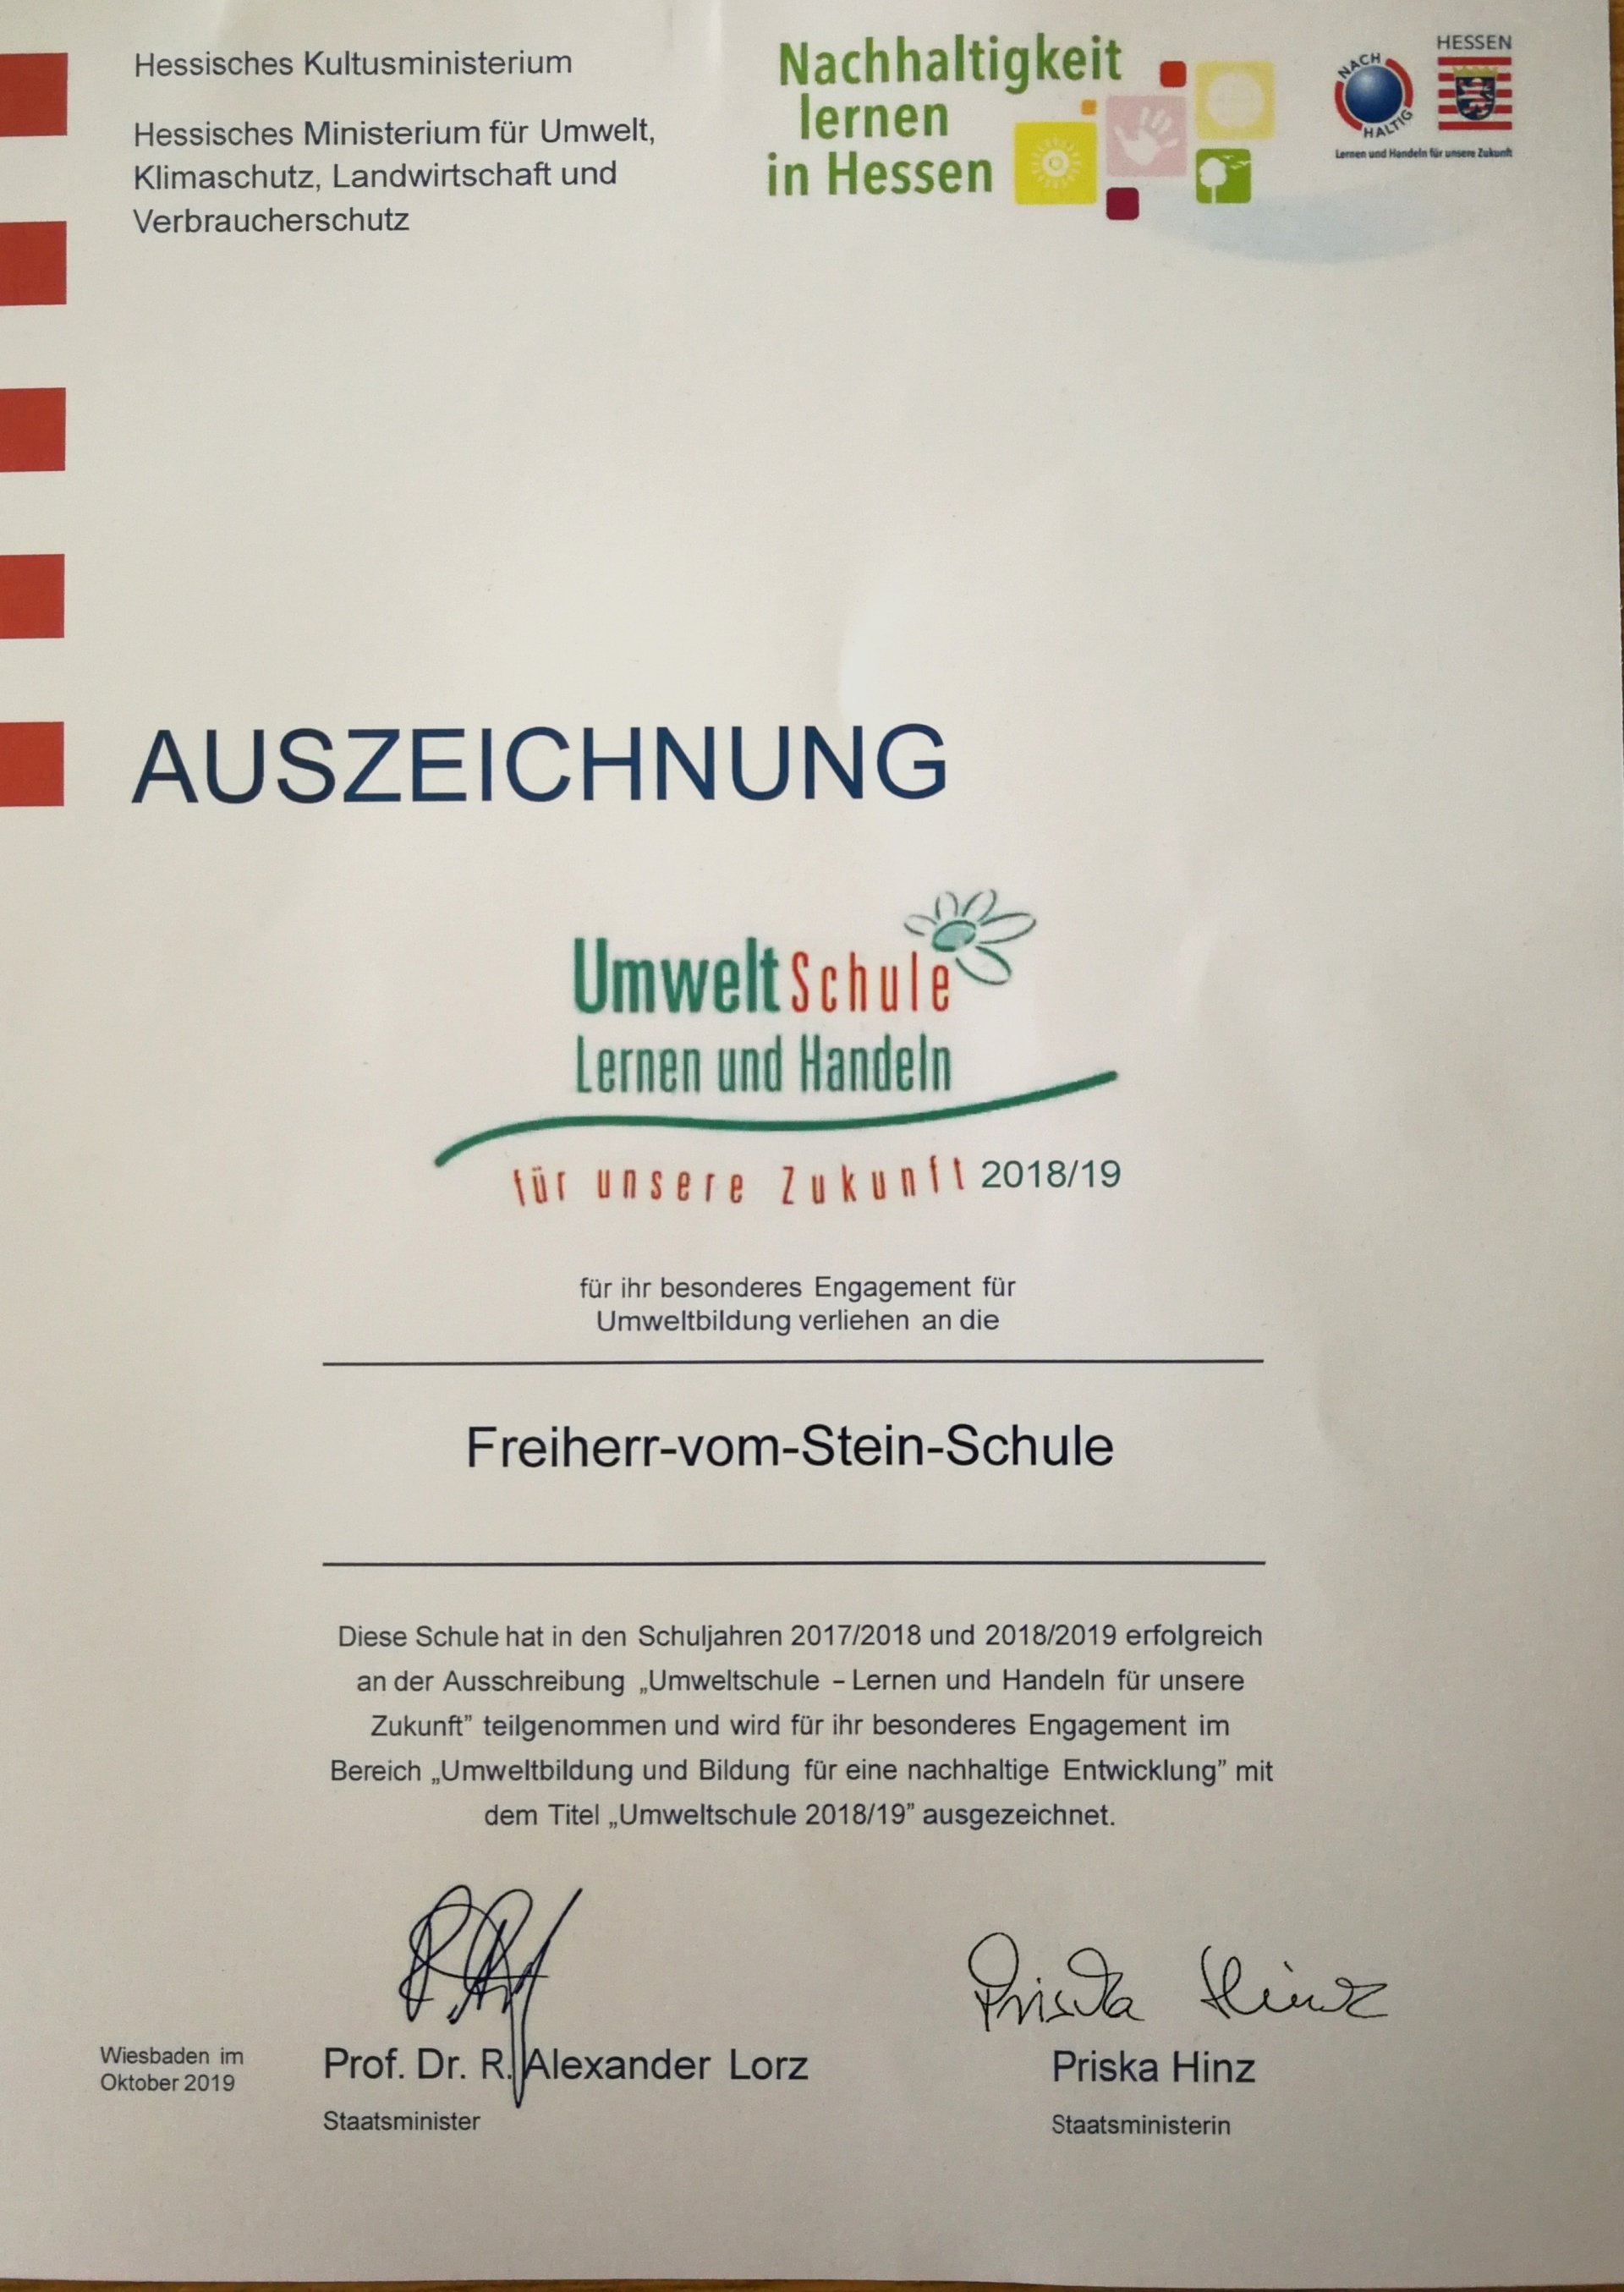 Hessisches Kultusministerium
Hessisches Ministerium für Umwelt,
Klimaschutz, Landwirtschaft und
Verbraucherschutz
Nachhaltigkeit
lernen
in Hessen
NACH
HALTIG
HESSEN
Lernen und Handeln für unsere Zukunft
AUSZEICHNUNG
UmweltSchule
Lernen und Handeln
für unsere Zukunft 2018/19
für ihr besonderes Engagement für
Umweltbildung verliehen an die
Freiherr-vom-Stein-Schule
Diese Schule hat in den Schuljahren 2017/2018 und 2018/2019 erfolgreich
an der Ausschreibung „Umweltschule – Lernen und Handeln für unsere
Zukunft” teilgenommen und wird für ihr besonderes Engagement im
Bereich „Umweltbildung und Bildung für eine nachhaltige Entwicklung” mit
dem Titel „Umweltschule 2018/19” ausgezeichnet.
Priska Hinz
Wiesbaden im
Oktober 2019
Prof. Dr. R. Alexander Lorz
Staatsminister
Priska Hinz
Staatsministerin